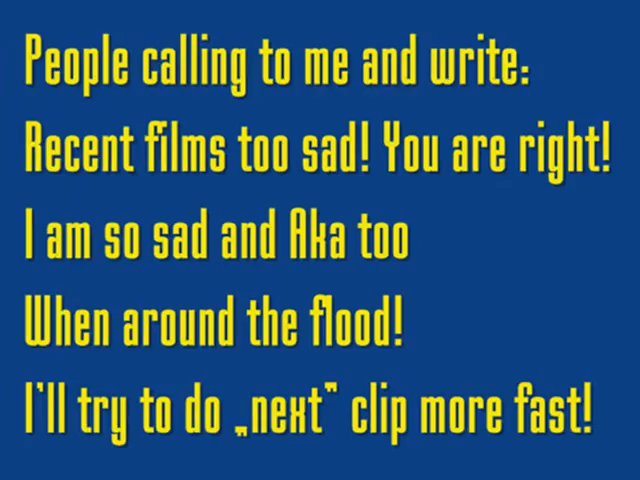 People calling to me and write:
Recent films too sad! You are right!
I am so sad and Aka too
When around the flood!
I'll try to do „next” clip more fast!